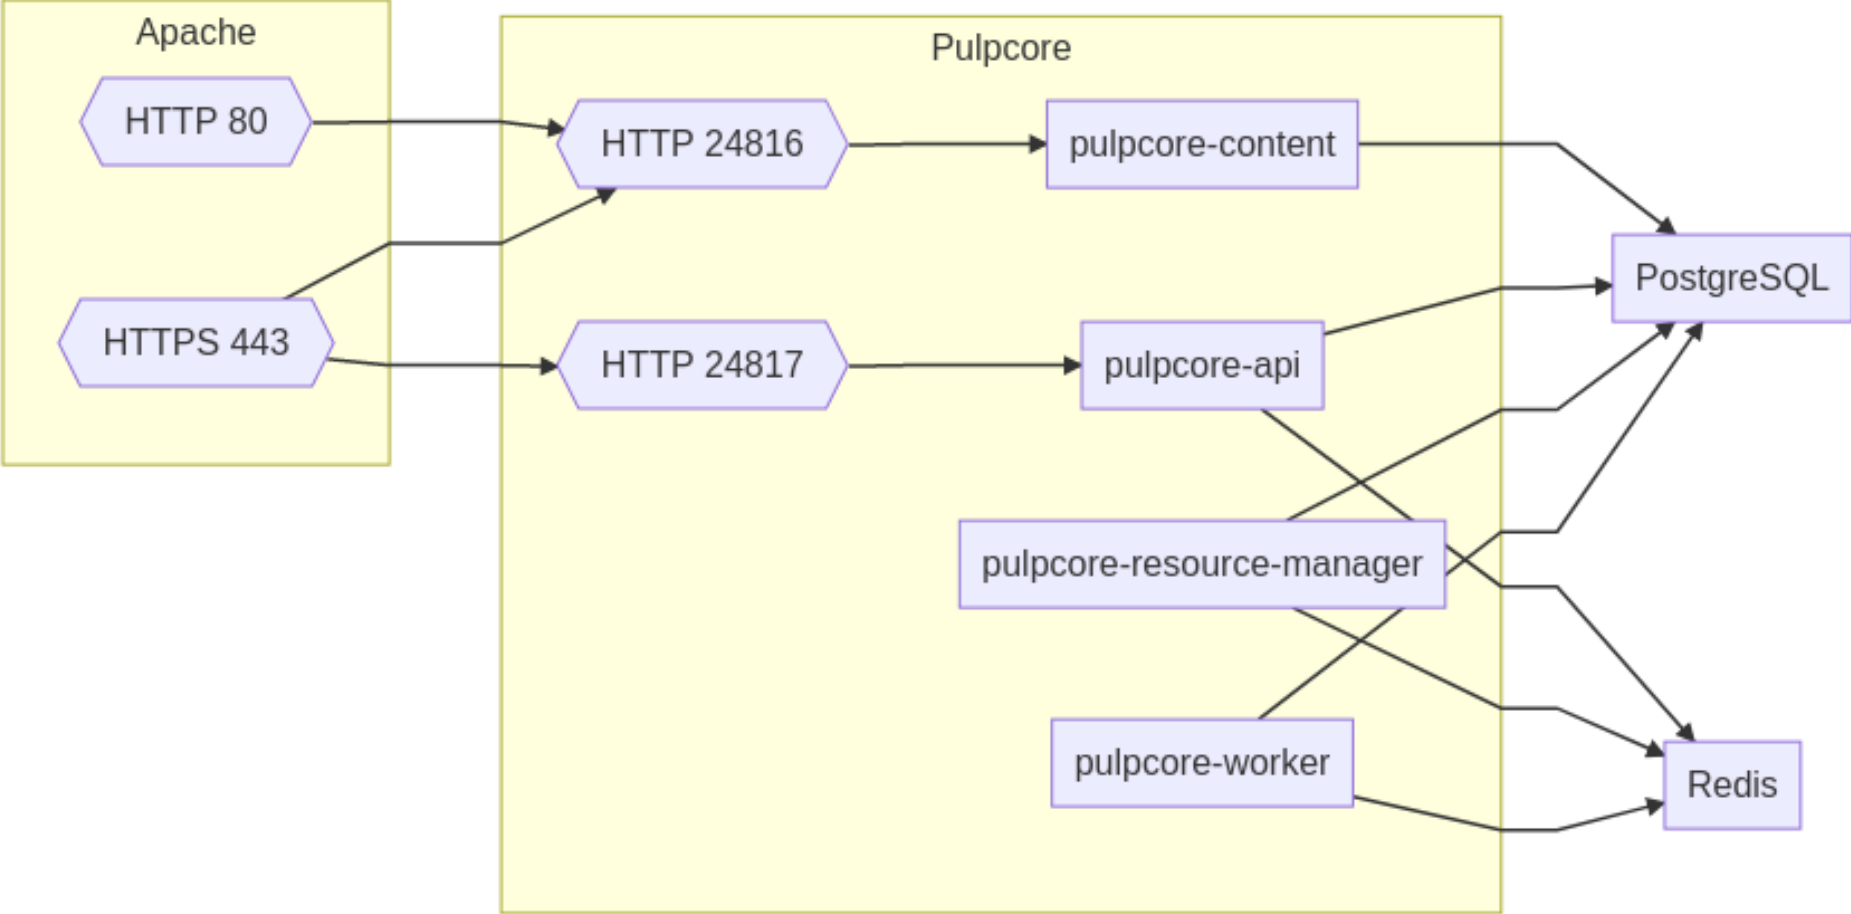 Apache
HTTP 80
HTTPS 443
Pulpcore
HTTP 24816
pulpcore-content
HTTP 24817
pulpcore-api
pulpcore-resource-manager
pulpcore-worker
PostgreSQL
Redis